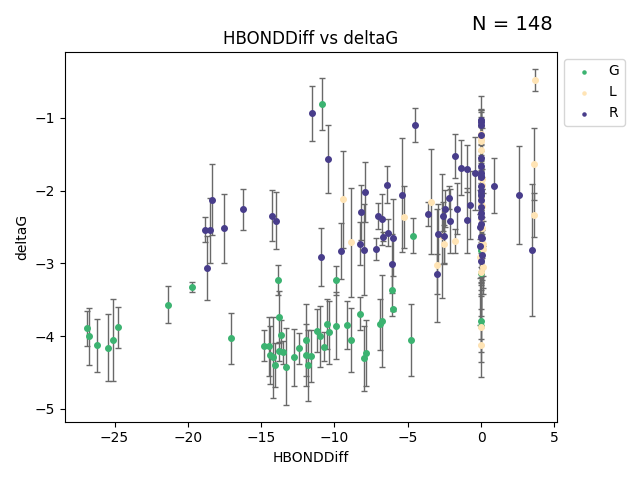 N = 148
HBONDDiff vs deltaG
G
L
R
deltaG
−1
−2
−3
−4
−5
−25
−20
−15
−10
−5
0
5
HBONDDiff